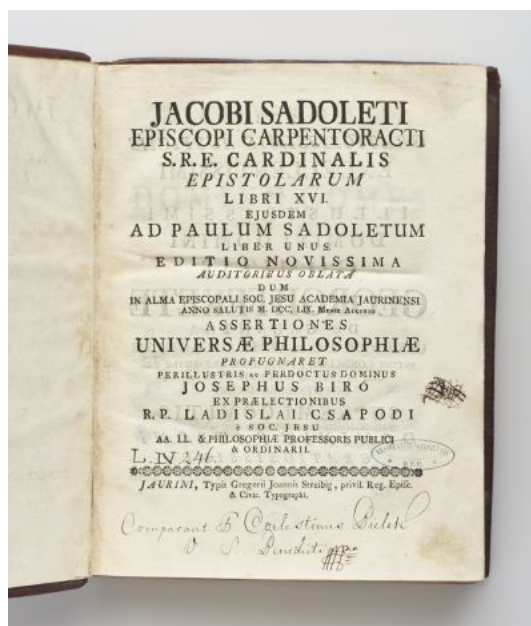 JACOBI SADOLETI
EPISCOPI CARPENTORACTI
S.R.E. CARDINALIS
EPISTOLARUM
LIBRI XVI.
EJUSDEM
AD PAULUM SADOLETUM
LIBER UNUS.
EDITIO NOVISSIMA
AUDITORIBUS OBLATA
DUM
IN ALMA EPISCOPALI SOC. JESU ACADEMIA JAURINENSI
ANNO SALUTIS M. DCC. LIX. Mense Augusto
ASSERTIONES
UNIVERSÆ PHILOSOPHIÆ
PROPUGNARET
PERILLUSTRIS ac PERDOCTUS DOMINUS
JOSEPHUS BIRÓ
EX PRÆLECTIONIBUS
R.P. LADISLAI CSAPODI
è SOC. JESU
AA. LL. & PHILOSOPHIÆ PROFESSORIS PUBLICI
& ORDINARII.
L. IV 246.
JAURINI, Typis Gregorii Joannis Streibig, privil. Reg. Episc.
& Civit. Typographi.
Comparavit F. Coelestinus
S. Benedicti